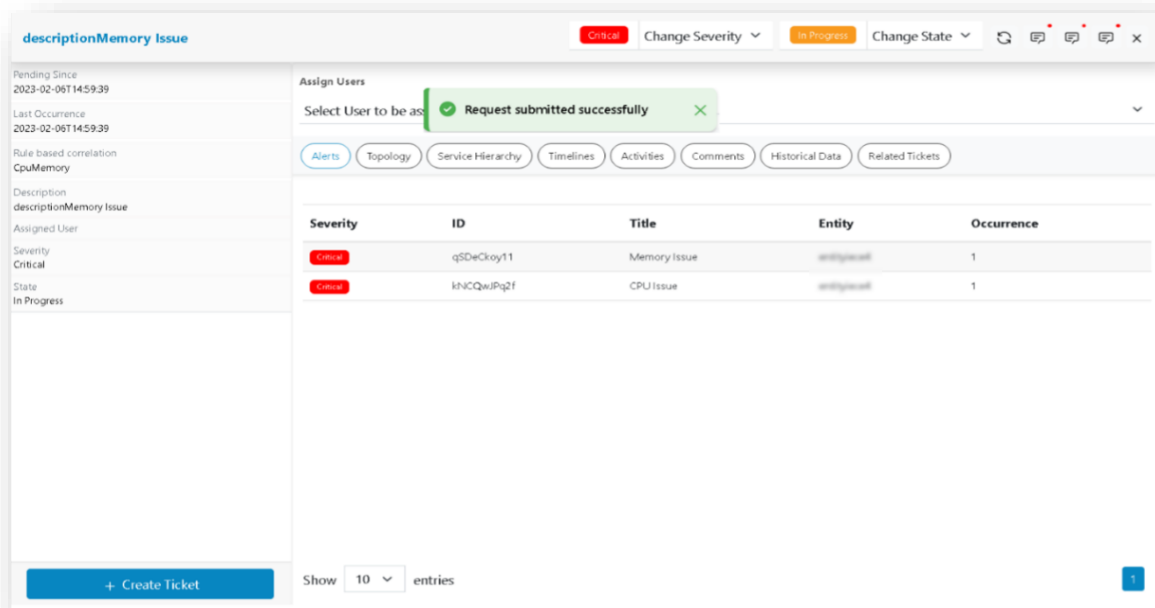 descriptionMemory Issue
Critical
Change Severity
In Progress
Change State
Pending Since
2023-02-06T14:59:39
Last Occurrence
2023-02-06T14:59:39
Rule based correlation
CpuMemory
Description
descriptionMemory Issue
Assigned User
Severity
Critical
State
In Progress
+ Create Ticket
Assign Users
Select User to be as
Request submitted successfully
Alerts Topology Service Hierarchy Timelines Activities Comments Historical Data Related Tickets
Severity ID Title Entity Occurrence
Critical qSDeCkoy11 Memory Issue 1
Critical kNCQwJPq2f CPU Issue 1
Show 10 entries
1